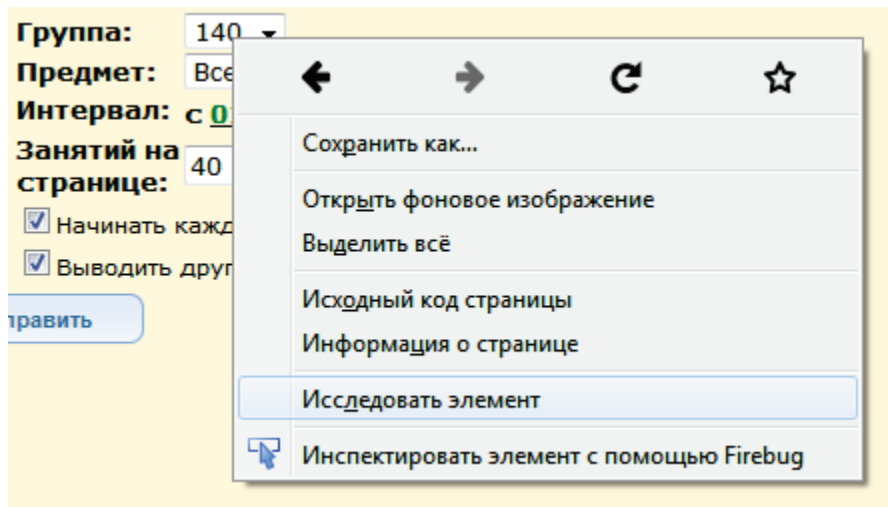 Группа: 140
Предмет: Все
Интервал: с 0
Занятий на
странице: 40
Начинать кажд
Выводить друг
править
Сохранить как...
Открыть фоновое изображение
Выделить всё
Исходный код страницы
Информация о странице
Исследовать элемент
Инспектировать элемент с помощью Firebug